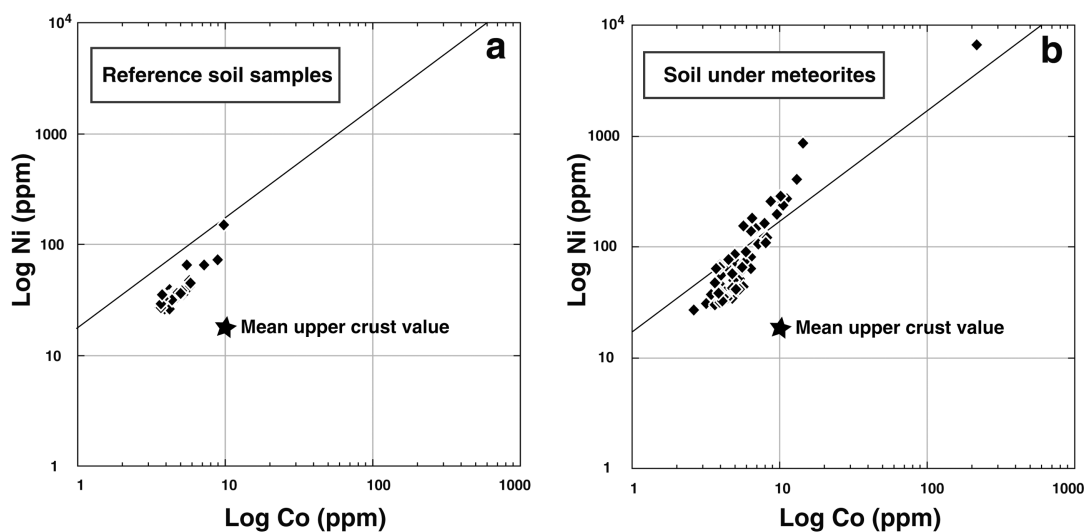 a
Reference soil samples
10⁴
1000
100
10
1
Log Ni (ppm)
Mean upper crust value
1 10 100 1000
Log Co (ppm)
b
Soil under meteorites
10⁴
1000
100
10
1
Log Ni (ppm)
Mean upper crust value
1 10 100 1000
Log Co (ppm)